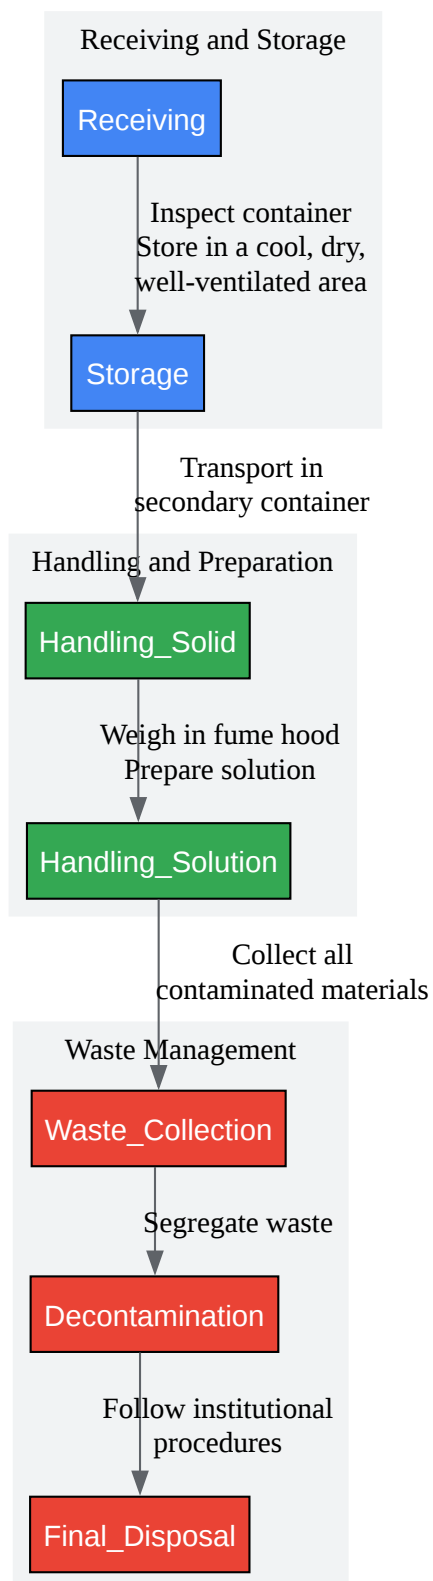 Receiving and Storage
Receiving
Inspect container
Store in a cool, dry,
well-ventilated area
Storage
Transport in
secondary container
Handling and Preparation
Handling_Solid
Weigh in fume hood
Prepare solution
Handling_Solution
Collect all
contaminated materials
Waste Management
Waste_Collection
Segregate waste
Decontamination
Follow institutional
procedures
Final_Disposal